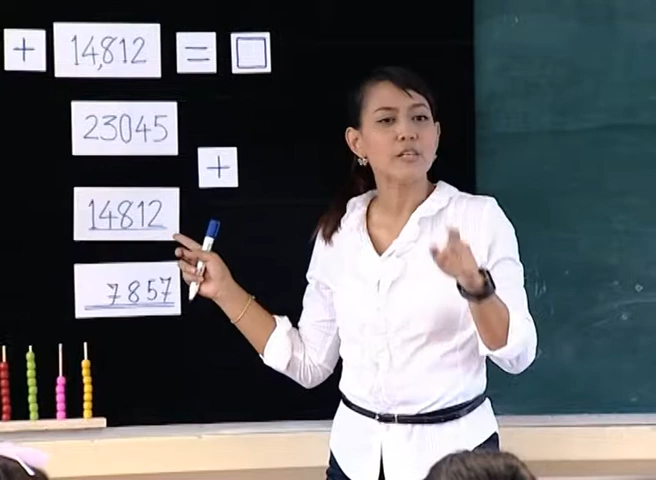 + 14,812 = □
23045
+
14812
7857